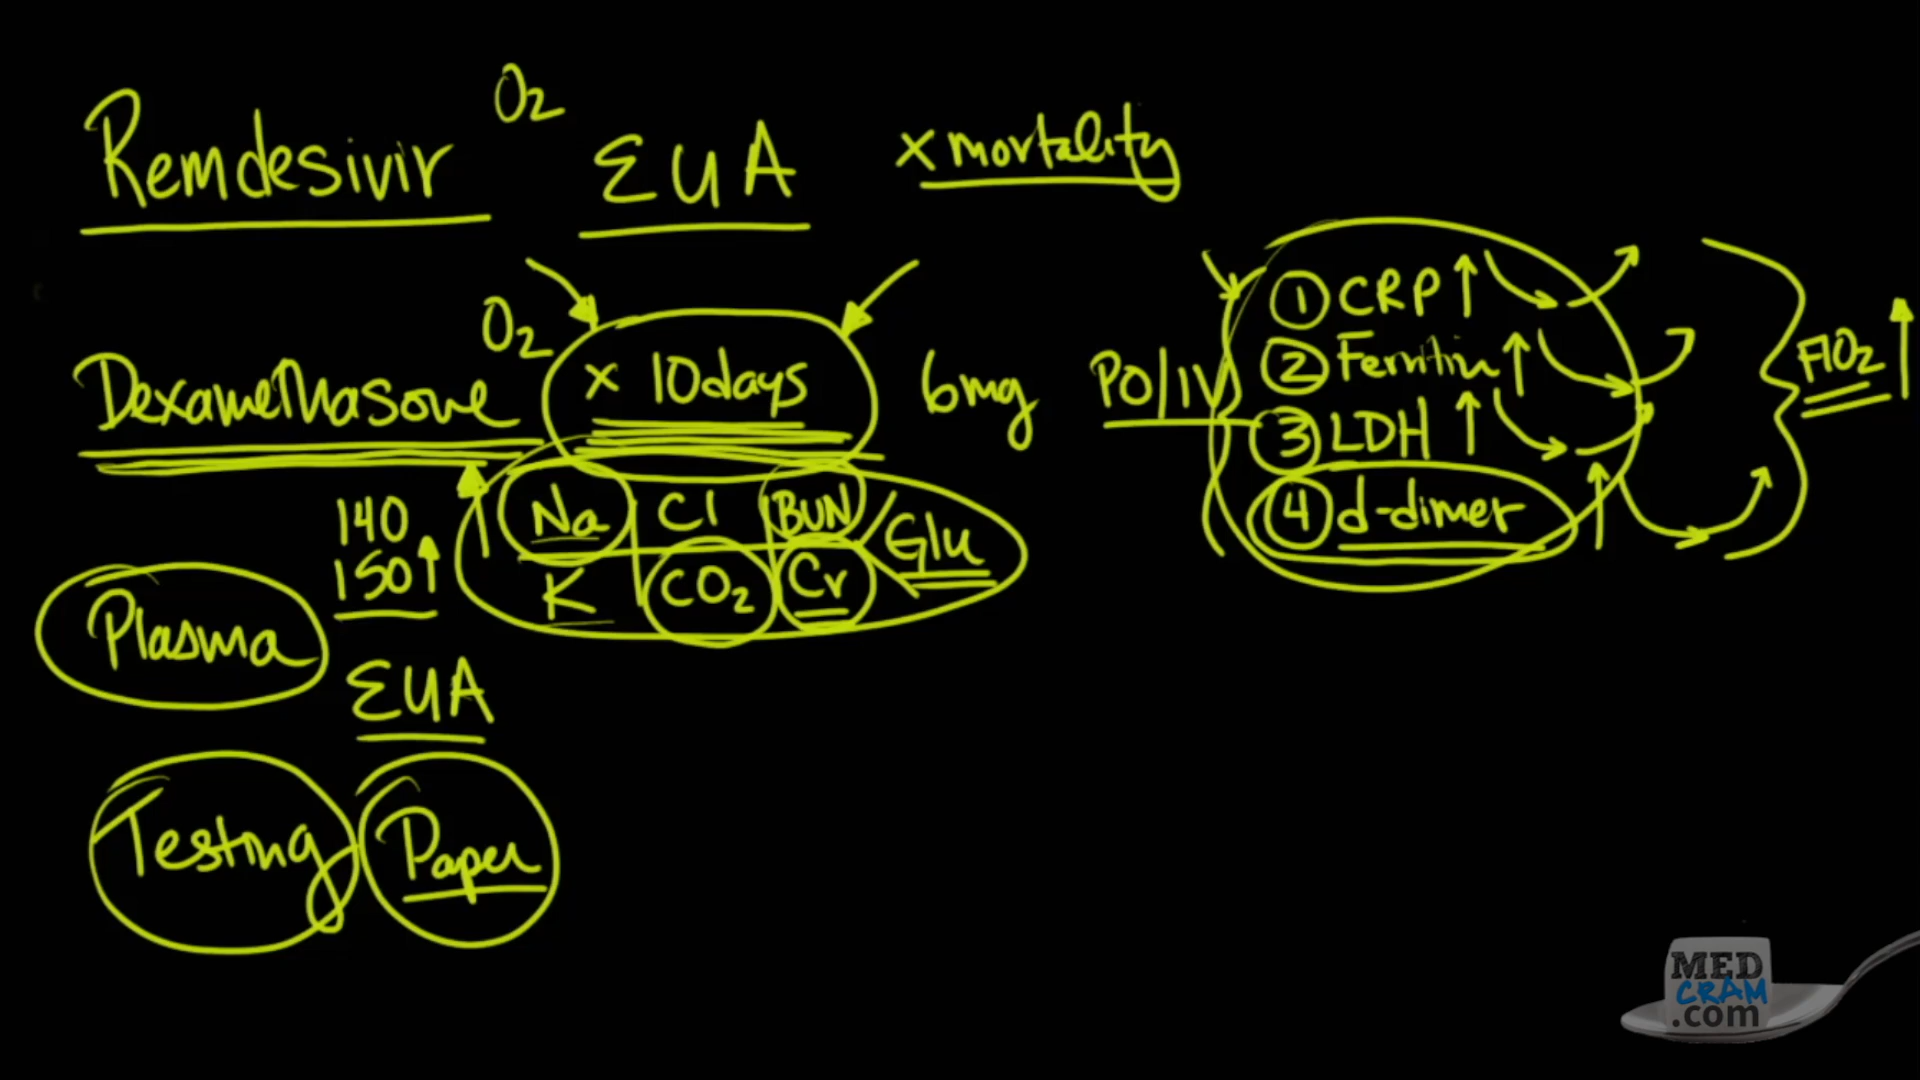 Remdesivir O2 EUA x mortality
Dexamethasone O2 x 10days 6mg PO/IV
① CRP ↑
② Ferritin ↑
③ LDH ↑
④ d-dimer ↑
FIO2 ↑
140
150 ↑
Na Cl BUN Glu
K CO2 Cr
Plasma EUA
Testing Paper
MED
CRAM
.com